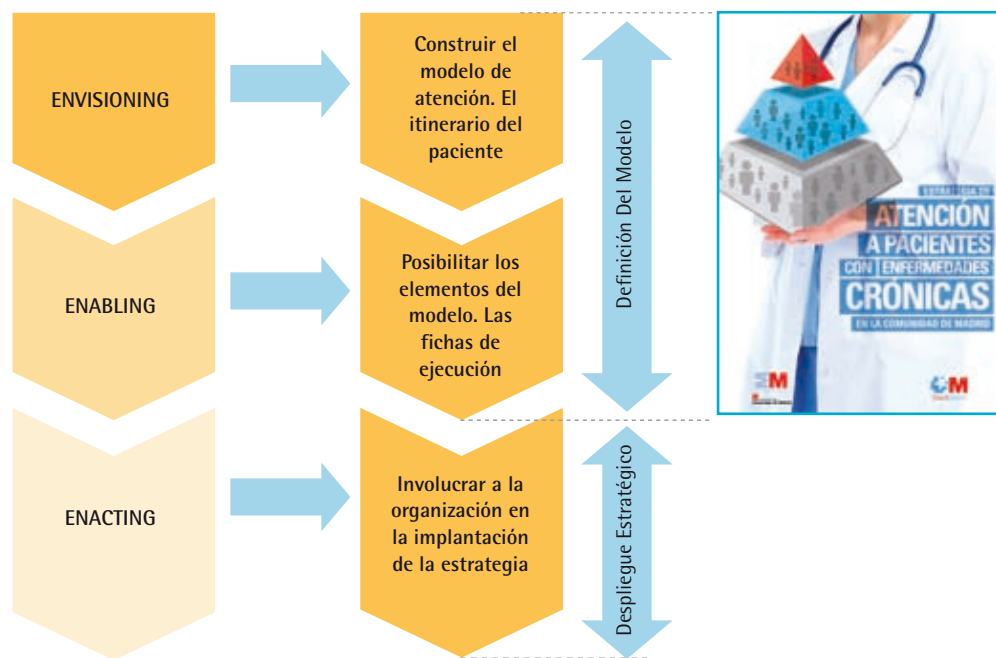 ENVISIONING
Construir el
modelo de
atención. El
itinerario del
paciente
ENABLING
Posibilitar los
elementos del
modelo. Las
fichas de
ejecución
ENACTING
Involucrar a la
organización en
la implantación
de la estrategia
Definición Del Modelo
Despliegue Estratégico
ESTRATEGIA DE
ATENCIÓN
A PACIENTES
CON ENFERMEDADES
CRÓNICAS
EN LA COMUNIDAD DE MADRID
M
M